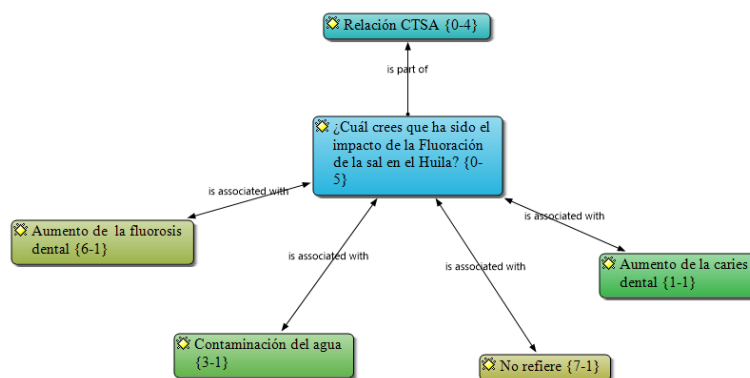 Relación CTSA {0-4}
is part of
¿Cuál crees que ha sido el
impacto de la Fluoración
de la sal en el Huila? {0-
5}
is associated with
Aumento de la fluorosis
dental {6-1}
is associated with
Aumento de la caries
dental {1-1}
is associated with
is associated with
Contaminación del agua
{3-1}
No refiere {7-1}